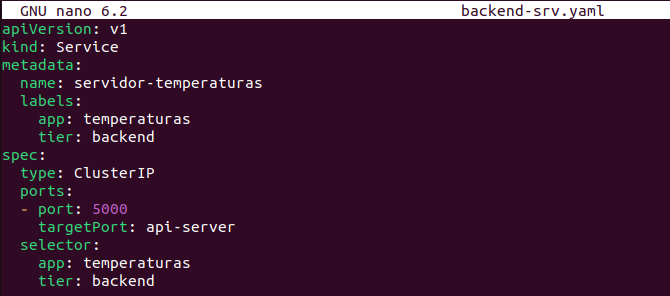 GNU nano 6.2 backend-srv.yaml
apiVersion: v1
kind: Service
metadata:
  name: servidor-temperaturas
  labels:
    app: temperaturas
    tier: backend
spec:
  type: ClusterIP
  ports:
  - port: 5000
    targetPort: api-server
  selector:
    app: temperaturas
    tier: backend